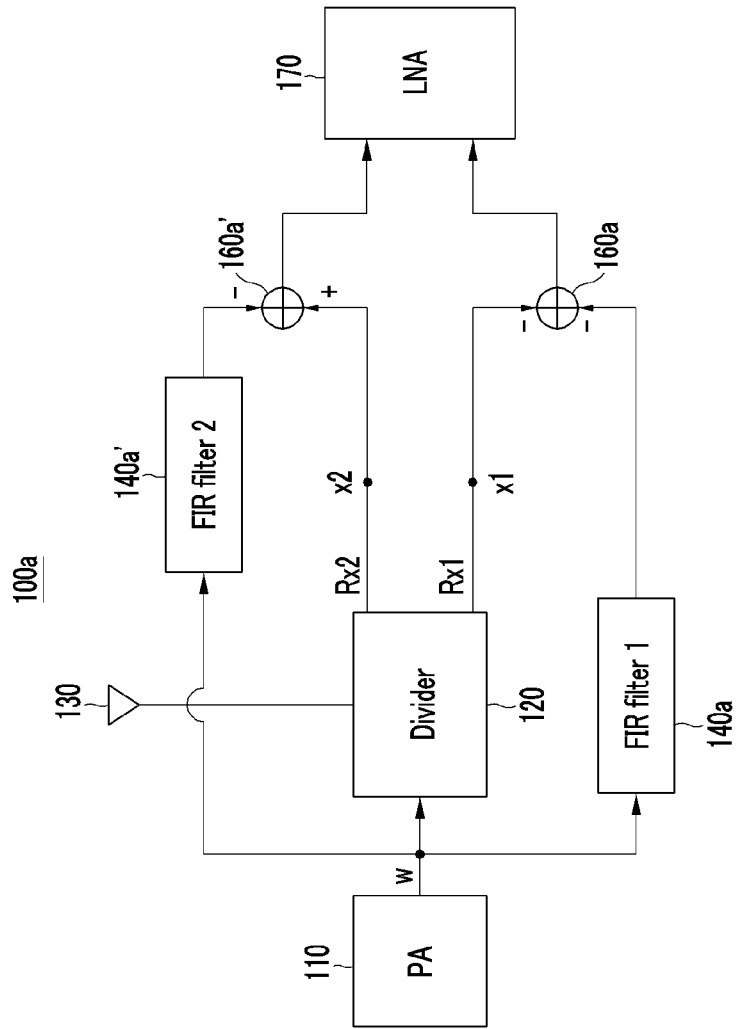 100a
130
140a'
FIR filter 2
160a'
-
+
170
LNA
110
PA
w
Divider
120
Rx2
x2
Rx1
x1
-
-
160a
FIR filter 1
140a